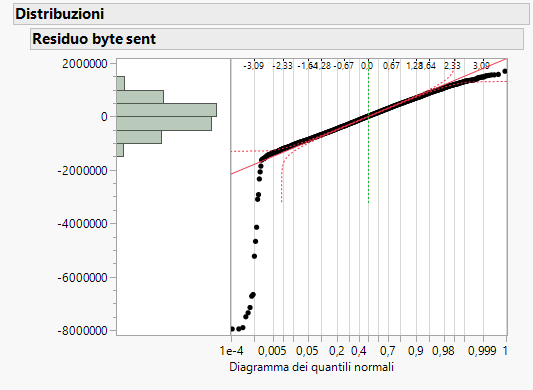 Distribuzioni
Residuo byte sent
-3,09 -2,33 -1,64 -1,28 -0,67 0,0 0,67 1,28 1,64 2,33 3,09
2000000
0
-2000000
-4000000
-6000000
-8000000
1e-4 0,005 0,05 0,2 0,4 0,7 0,9 0,98 0,999 1
Diagramma dei quantili normali